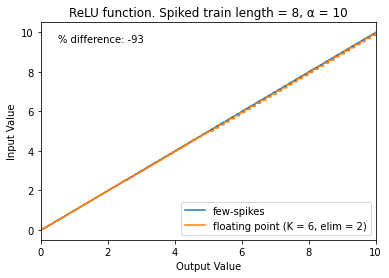 ReLU function. Spiked train length = 8, α = 10
% difference: -93
Input Value
10
8
6
4
2
0
few-spikes
floating point (K = 6, elim = 2)
0 2 4 6 8 10
Output Value